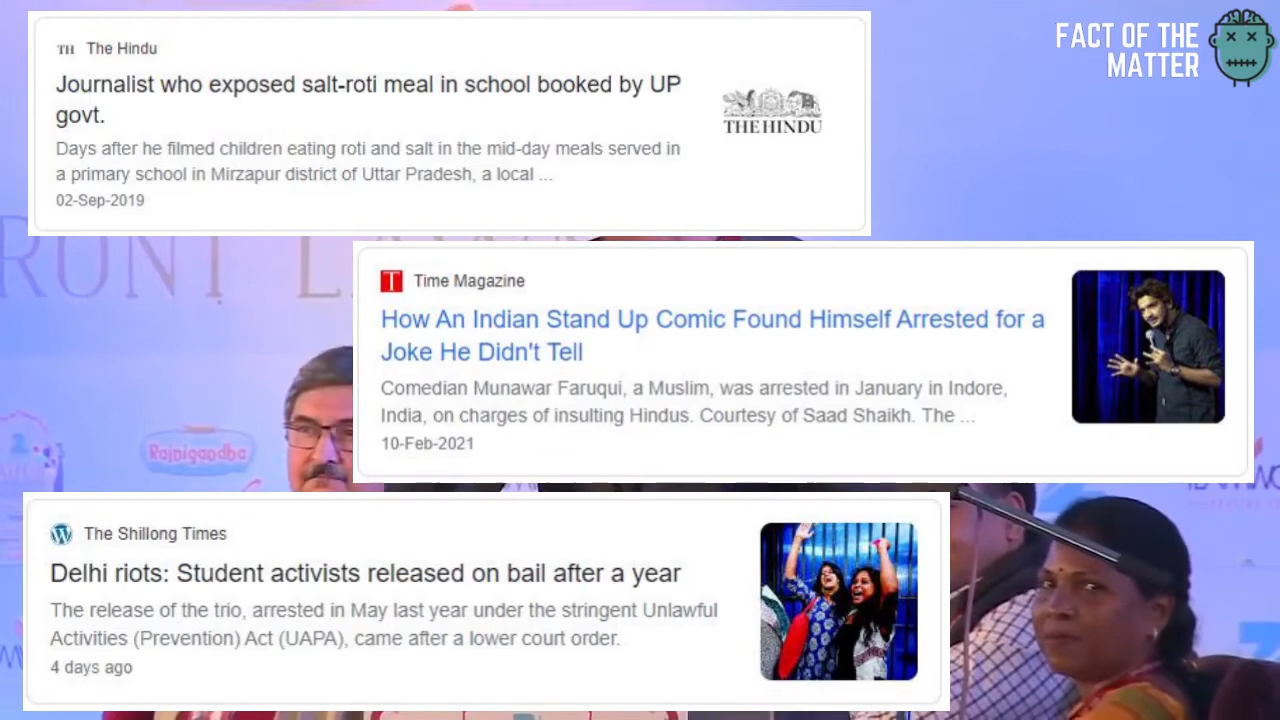 FACT OF THE
MATTER
TH The Hindu
Journalist who exposed salt-roti meal in school booked by UP
govt.
THE HINDU
Days after he filmed children eating roti and salt in the mid-day meals served in
a primary school in Mirzapur district of Uttar Pradesh, a local ...
02-Sep-2019
RONT L
T Time Magazine
How An Indian Stand Up Comic Found Himself Arrested for a
Joke He Didn't Tell
Comedian Munawar Faruqui, a Muslim, was arrested in January in Indore,
India, on charges of insulting Hindus. Courtesy of Saad Shaikh. The ...
10-Feb-2021
Rajnigandha
The Shillong Times
Delhi riots: Student activists released on bail after a year
The release of the trio, arrested in May last year under the stringent Unlawful
Activities (Prevention) Act (UAPA), came after a lower court order.
4 days ago